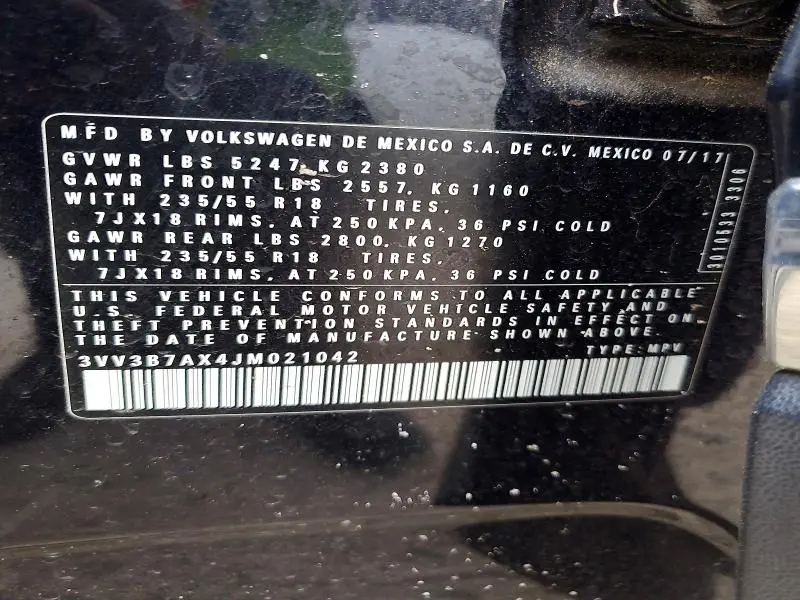 MFD BY VOLKSWAGEN DE MEXICO S.A. DE C.V. MEXICO 07/17
GVWR LBS 5247, KG 2380
GAWR FRONT LBS 2557, KG 1160
WITH 235/55 R18 TIRES,
7JX18 RIMS, AT 250 KPA, 36 PSI COLD
GAWR REAR LBS 2800, KG 1270
WITH 235/55 R18 TIRES,
7JX18 RIMS, AT 250 KPA, 36 PSI COLD
3010533 3306
THIS VEHICLE CONFORMS TO ALL APPLICABLE
U.S. FEDERAL MOTOR VEHICLE SAFETY AND
THEFT PREVENTION STANDARDS IN EFFECT ON
THE DATE OF MANUFACTURE SHOWN ABOVE.
3VV3B7AX4JM021042 TYPE: MPV